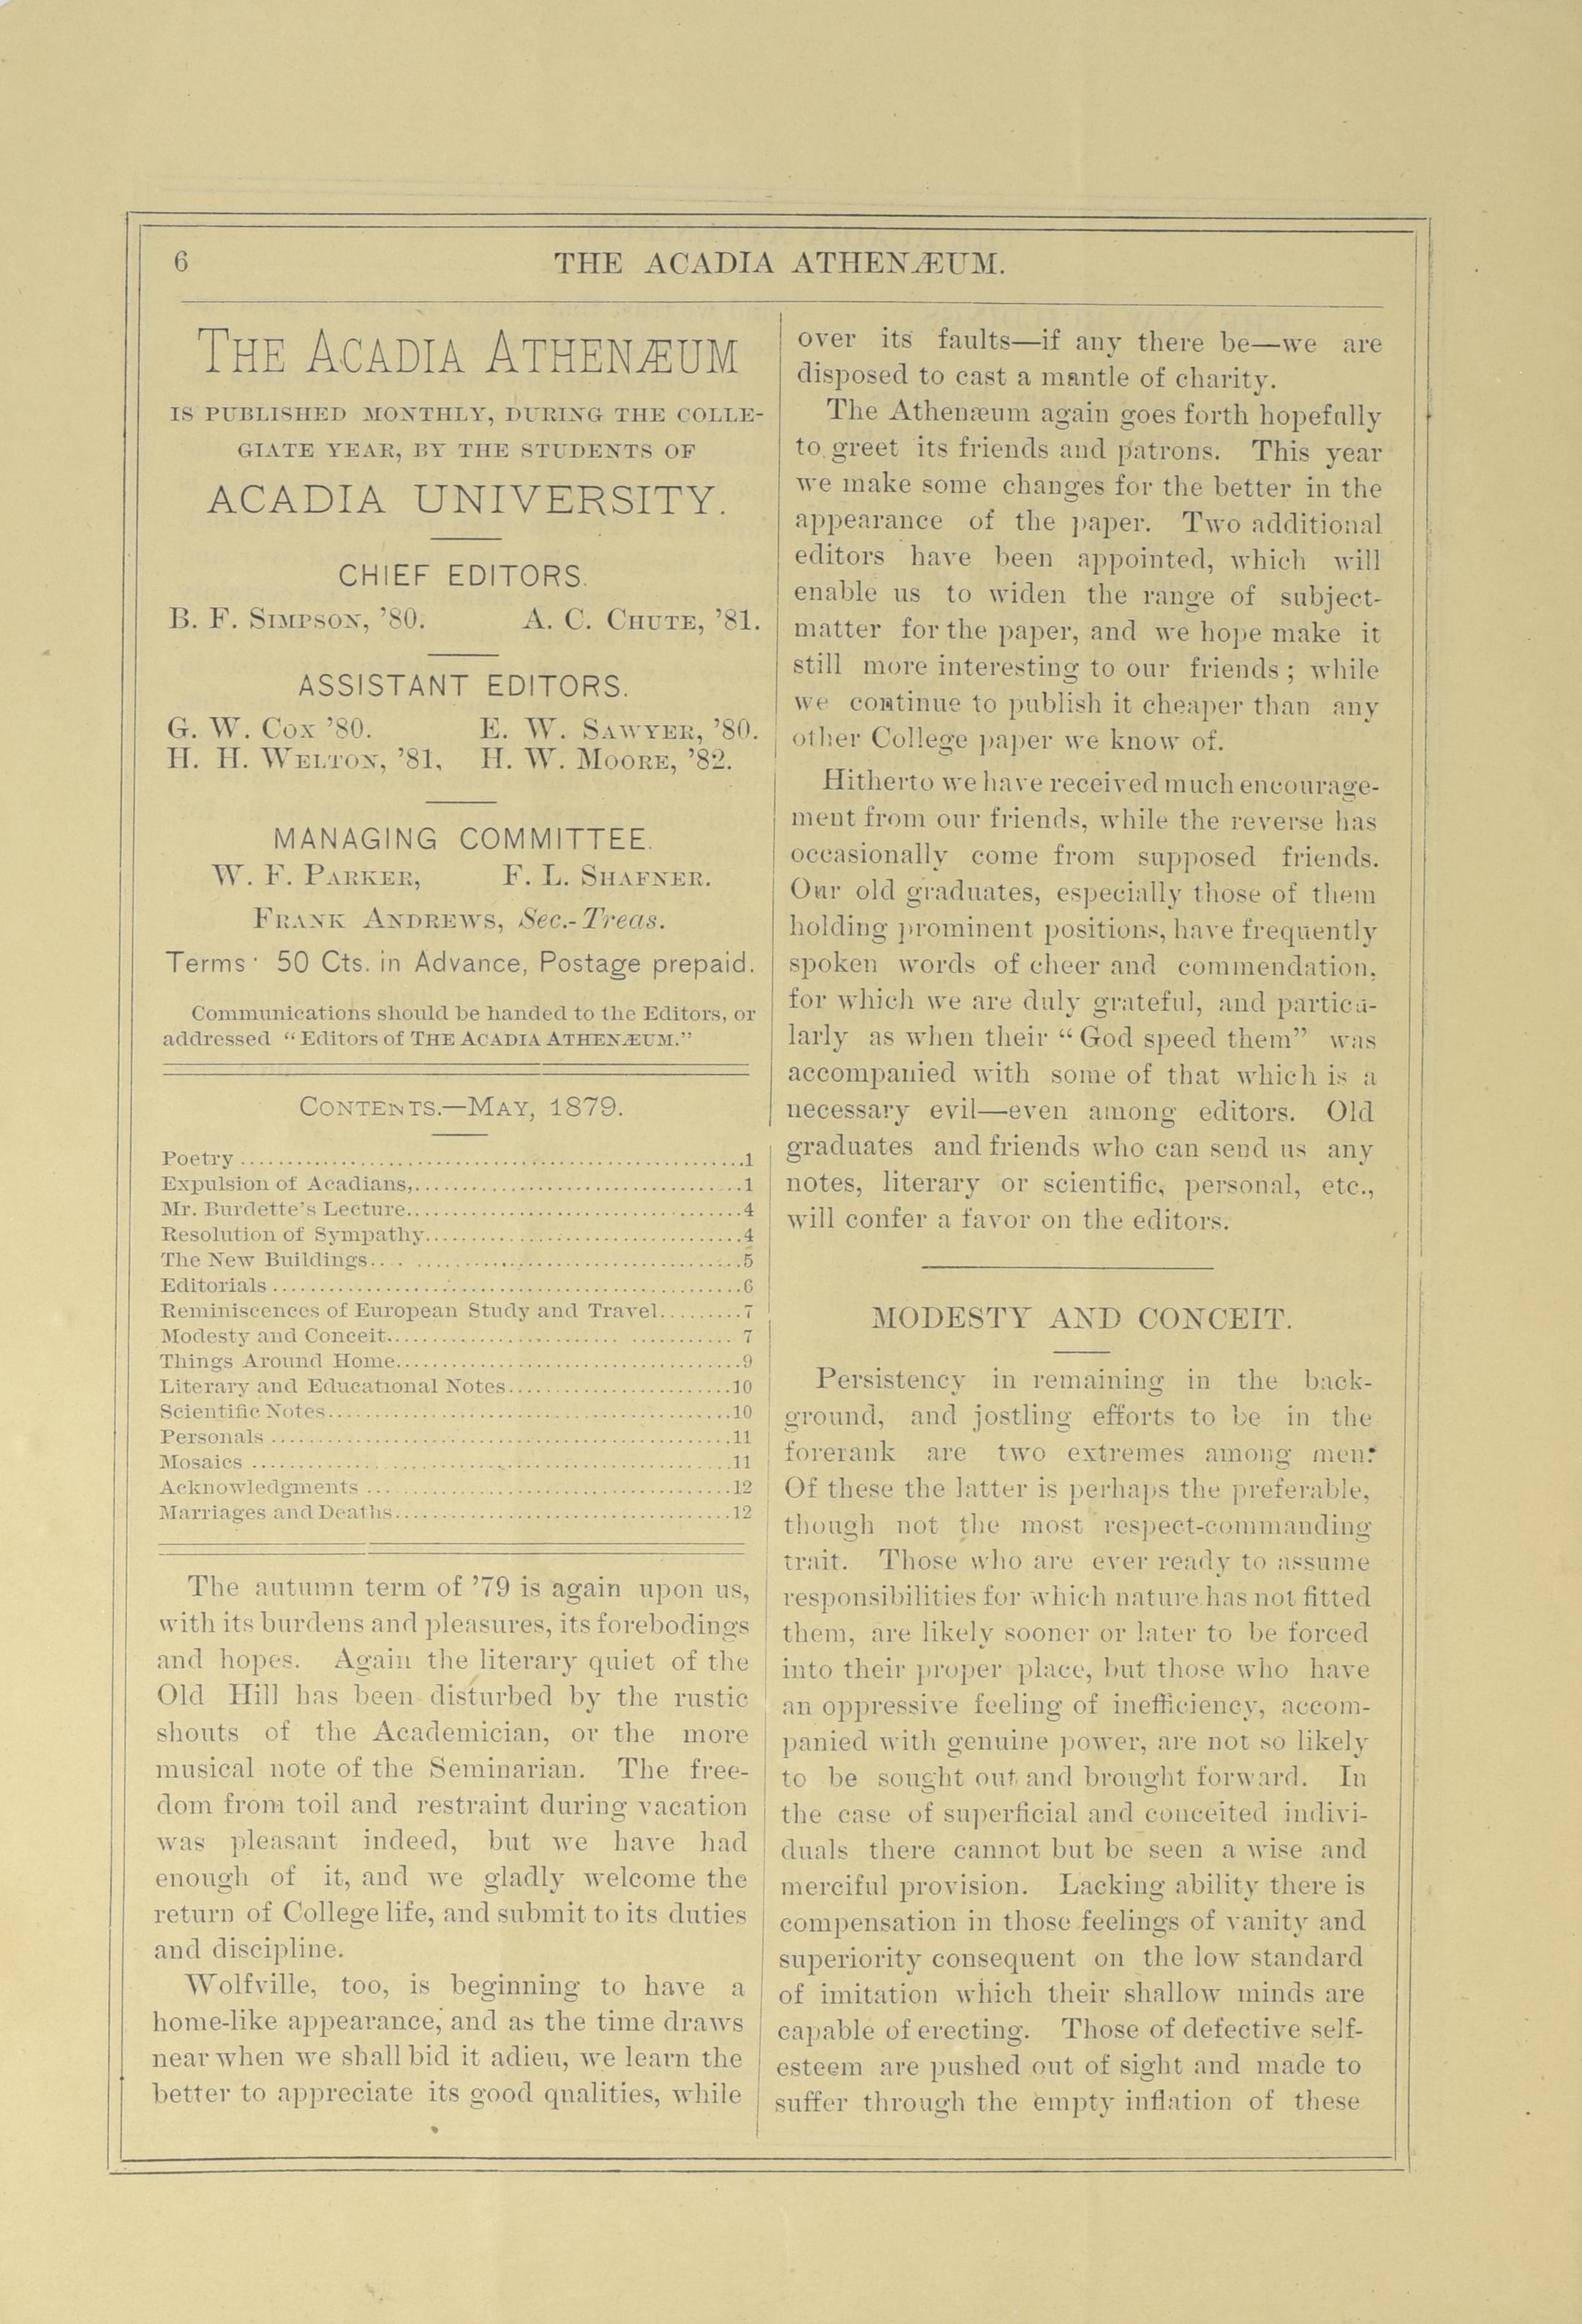 6
THE ACADIA ATHENÆUM.
THE ACADIA ATHENÆUM
IS PUBLISHED MONTHLY, DURING THE COLLE-
GIATE YEAR, BY THE STUDENTS OF
ACADIA UNIVERSITY.
CHIEF EDITORS.
B. F. SIMPSON, '80. A. C. CHUTE, '81.
ASSISTANT EDITORS.
G. W. COX '80. E. W. SAWYER, '80.
H. H. WELTON, '81, H. W. MOORE, '82.
MANAGING COMMITTEE.
W. F. PARKER, F. L. SHAFNER.
FRANK ANDREWS, Sec.-Treas.
Terms: 50 Cts. in Advance, Postage prepaid.
Communications should be handed to the Editors, or
addressed "Editors of THE ACADIA ATHENÆUM."
CONTENTS.—MAY, 1879.
Poetry.....1
Expulsion of Acadians,.....1
Mr. Burdette's Lecture.....4
Resolution of Sympathy.....4
The New Buildings.....5
Editorials.....6
Reminiscences of European Study and Travel.....7
Modesty and Conceit.....7
Things Around Home.....9
Literary and Educational Notes.....10
Scientific Notes.....10
Personals.....11
Mosaics.....11
Acknowledgments.....12
Marriages and Deaths.....12
The autumn term of '79 is again upon us,
with its burdens and pleasures, its forebodings
and hopes. Again the literary quiet of the
Old Hill has been disturbed by the rustic
shouts of the Academician, or the more
musical note of the Seminarian. The free-
dom from toil and restraint during vacation
was pleasant indeed, but we have had
enough of it, and we gladly welcome the
return of College life, and submit to its duties
and discipline.
Wolfville, too, is beginning to have a
home-like appearance, and as the time draws
near when we shall bid it adieu, we learn the
better to appreciate its good qualities, while
over its faults—if any there be—we are
disposed to cast a mantle of charity.
The Athenæum again goes forth hopefully
to greet its friends and patrons. This year
we make some changes for the better in the
appearance of the paper. Two additional
editors have been appointed, which will
enable us to widen the range of subject-
matter for the paper, and we hope make it
still more interesting to our friends; while
we continue to publish it cheaper than any
other College paper we know of.
Hitherto we have received much encourage-
ment from our friends, while the reverse has
occasionally come from supposed friends.
Our old graduates, especially those of them
holding prominent positions, have frequently
spoken words of cheer and commendation,
for which we are duly grateful, and particu-
larly as when their "God speed them" was
accompanied with some of that which is a
necessary evil—even among editors. Old
graduates and friends who can send us any
notes, literary or scientific, personal, etc.,
will confer a favor on the editors.
MODESTY AND CONCEIT.
Persistency in remaining in the back-
ground, and jostling efforts to be in the
forerank are two extremes among men:
Of these the latter is perhaps the preferable,
though not the most respect-commanding
trait. Those who are ever ready to assume
responsibilities for which nature has not fitted
them, are likely sooner or later to be forced
into their proper place, but those who have
an oppressive feeling of inefficiency, accom-
panied with genuine power, are not so likely
to be sought out and brought forward. In
the case of superficial and conceited indivi-
duals there cannot but be seen a wise and
merciful provision. Lacking ability there is
compensation in those feelings of vanity and
superiority consequent on the low standard
of imitation which their shallow minds are
capable of erecting. Those of defective self-
esteem are pushed out of sight and made to
suffer through the empty inflation of these